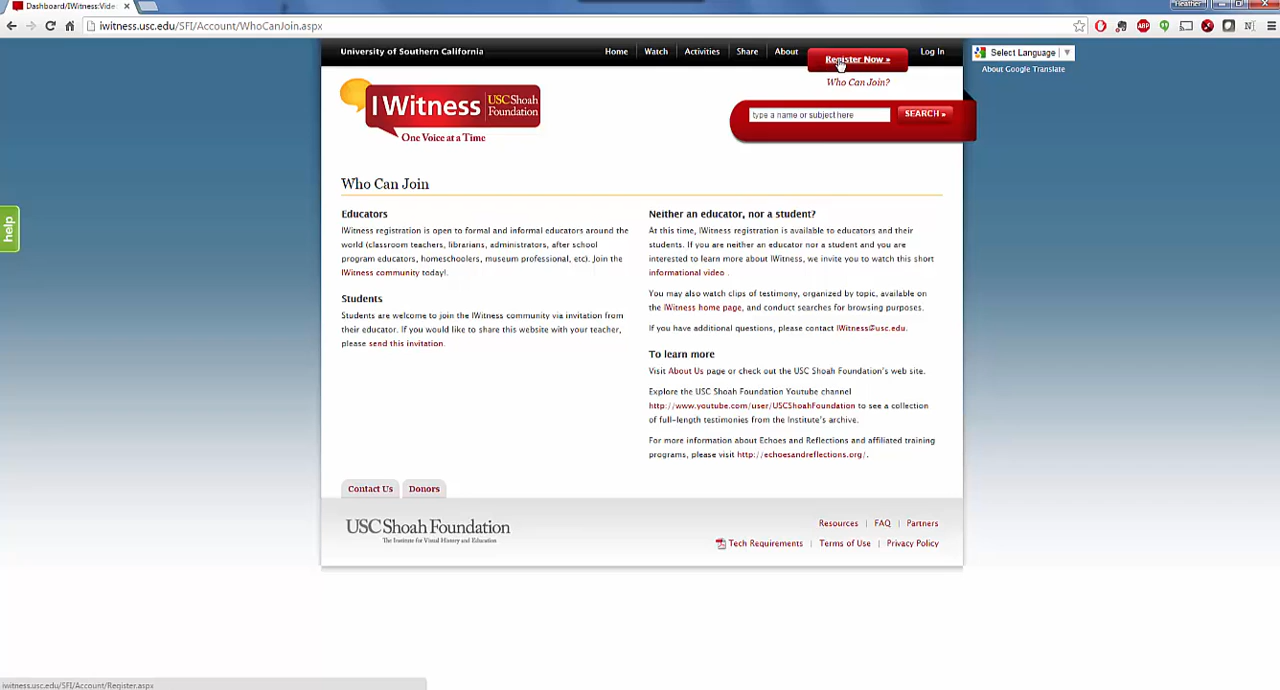 Dashboard/IWitness:Vide
Heather
iwitness.usc.edu/SFI/Account/WhoCanJoin.aspx
ABP
University of Southern California
Home
Watch
Activities
Share
About
Register Now »
Log In
Select Language
About Google Translate
Who Can Join?
IWitness
USC Shoah
Foundation
One Voice at a Time
type a name or subject here
SEARCH »
help
Who Can Join
Educators
IWitness registration is open to formal and informal educators around the
world (classroom teachers, librarians, administrators, after school
program educators, homeschoolers, museum professional, etc). Join the
IWitness community today!.
Students
Students are welcome to join the IWitness community via invitation from
their educator. If you would like to share this website with your teacher,
please send this invitation.
Neither an educator, nor a student?
At this time, IWitness registration is available to educators and their
students. If you are neither an educator nor a student and you are
interested to learn more about IWitness, we invite you to watch this short
informational video .
You may also watch clips of testimony, organized by topic, available on
the IWitness home page, and conduct searches for browsing purposes.
If you have additional questions, please contact IWitness@usc.edu.
To learn more
Visit About Us page or check out the USC Shoah Foundation's web site.
Explore the USC Shoah Foundation Youtube channel
http://www.youtube.com/user/USCShoahFoundation to see a collection
of full-length testimonies from the Institute's archive.
For more information about Echoes and Reflections and affiliated training
programs, please visit http://echoesandreflections.org/.
Contact Us
Donors
USC Shoah Foundation
The Institute for Visual History and Education
Resources | FAQ | Partners
Tech Requirements | Terms of Use | Privacy Policy
iwitness.usc.edu/SFI/Account/Register.aspx